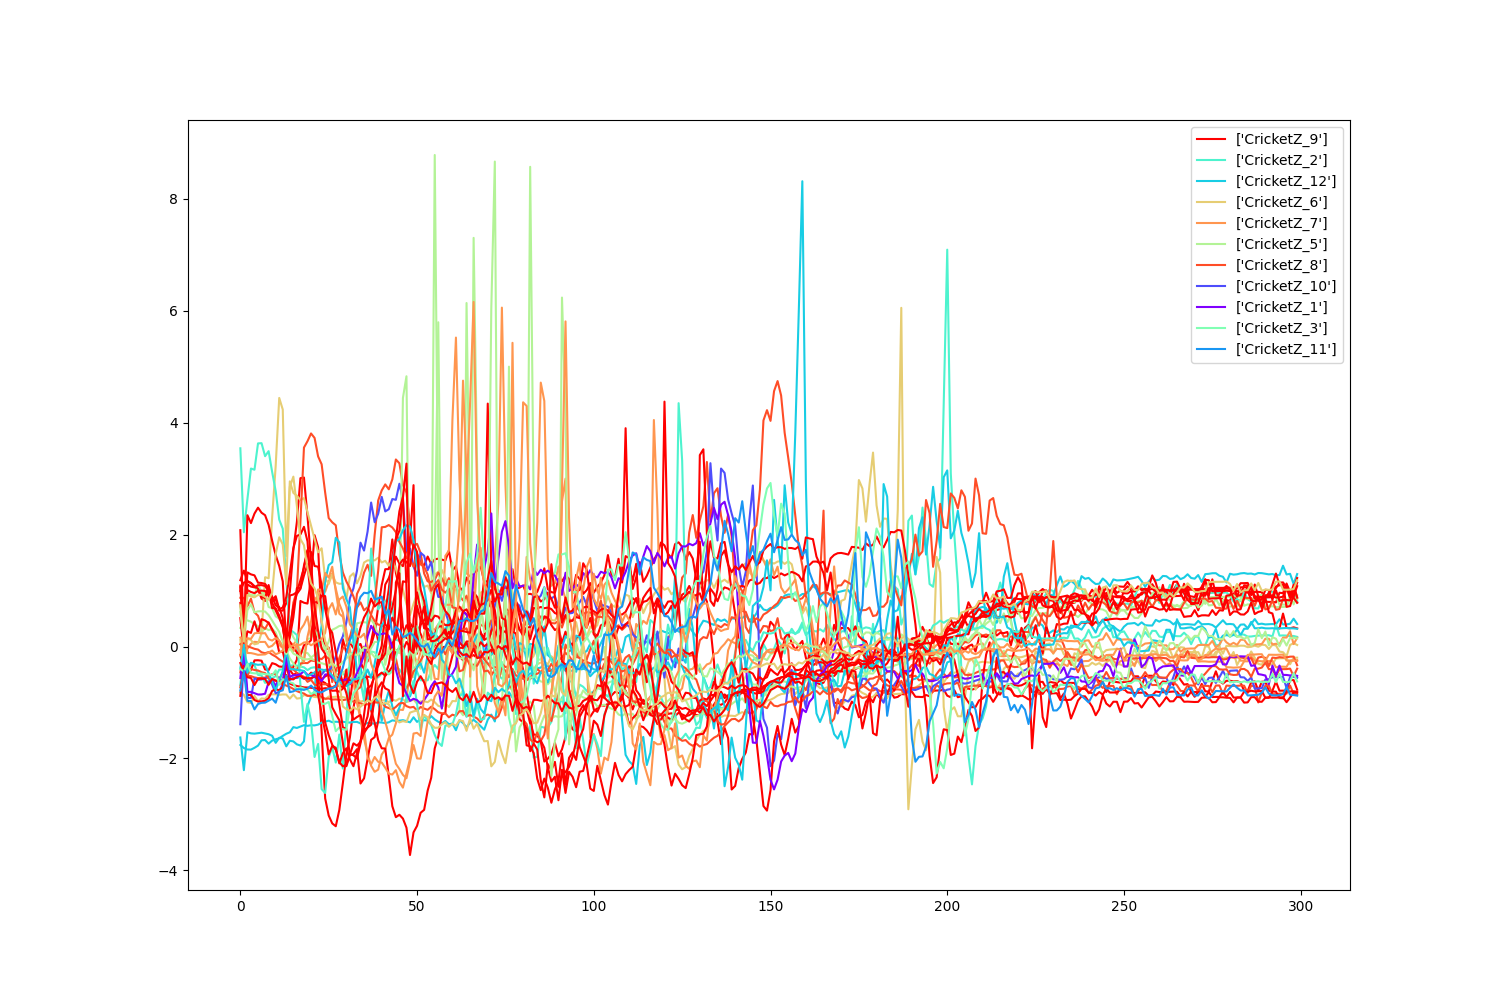 ['CricketZ_9']
['CricketZ_2']
['CricketZ_12']
['CricketZ_6']
['CricketZ_7']
['CricketZ_5']
['CricketZ_8']
['CricketZ_10']
['CricketZ_1']
['CricketZ_3']
['CricketZ_11']
8
6
4
2
0
−2
−4
0 50 100 150 200 250 300